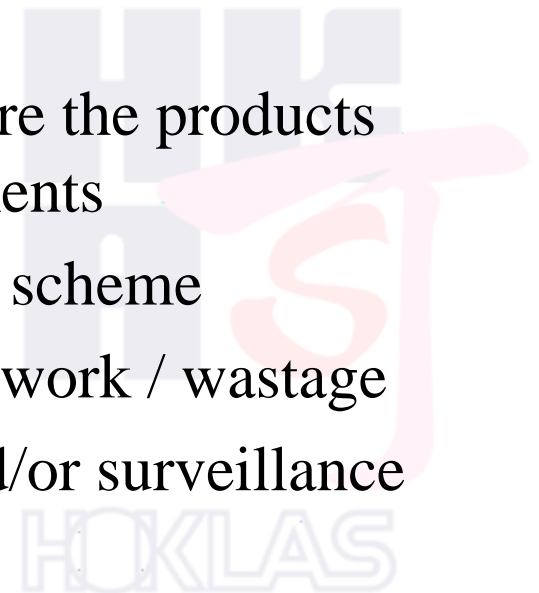 re the products
ents
scheme
work / wastage
d/or surveillance
HOKLAS